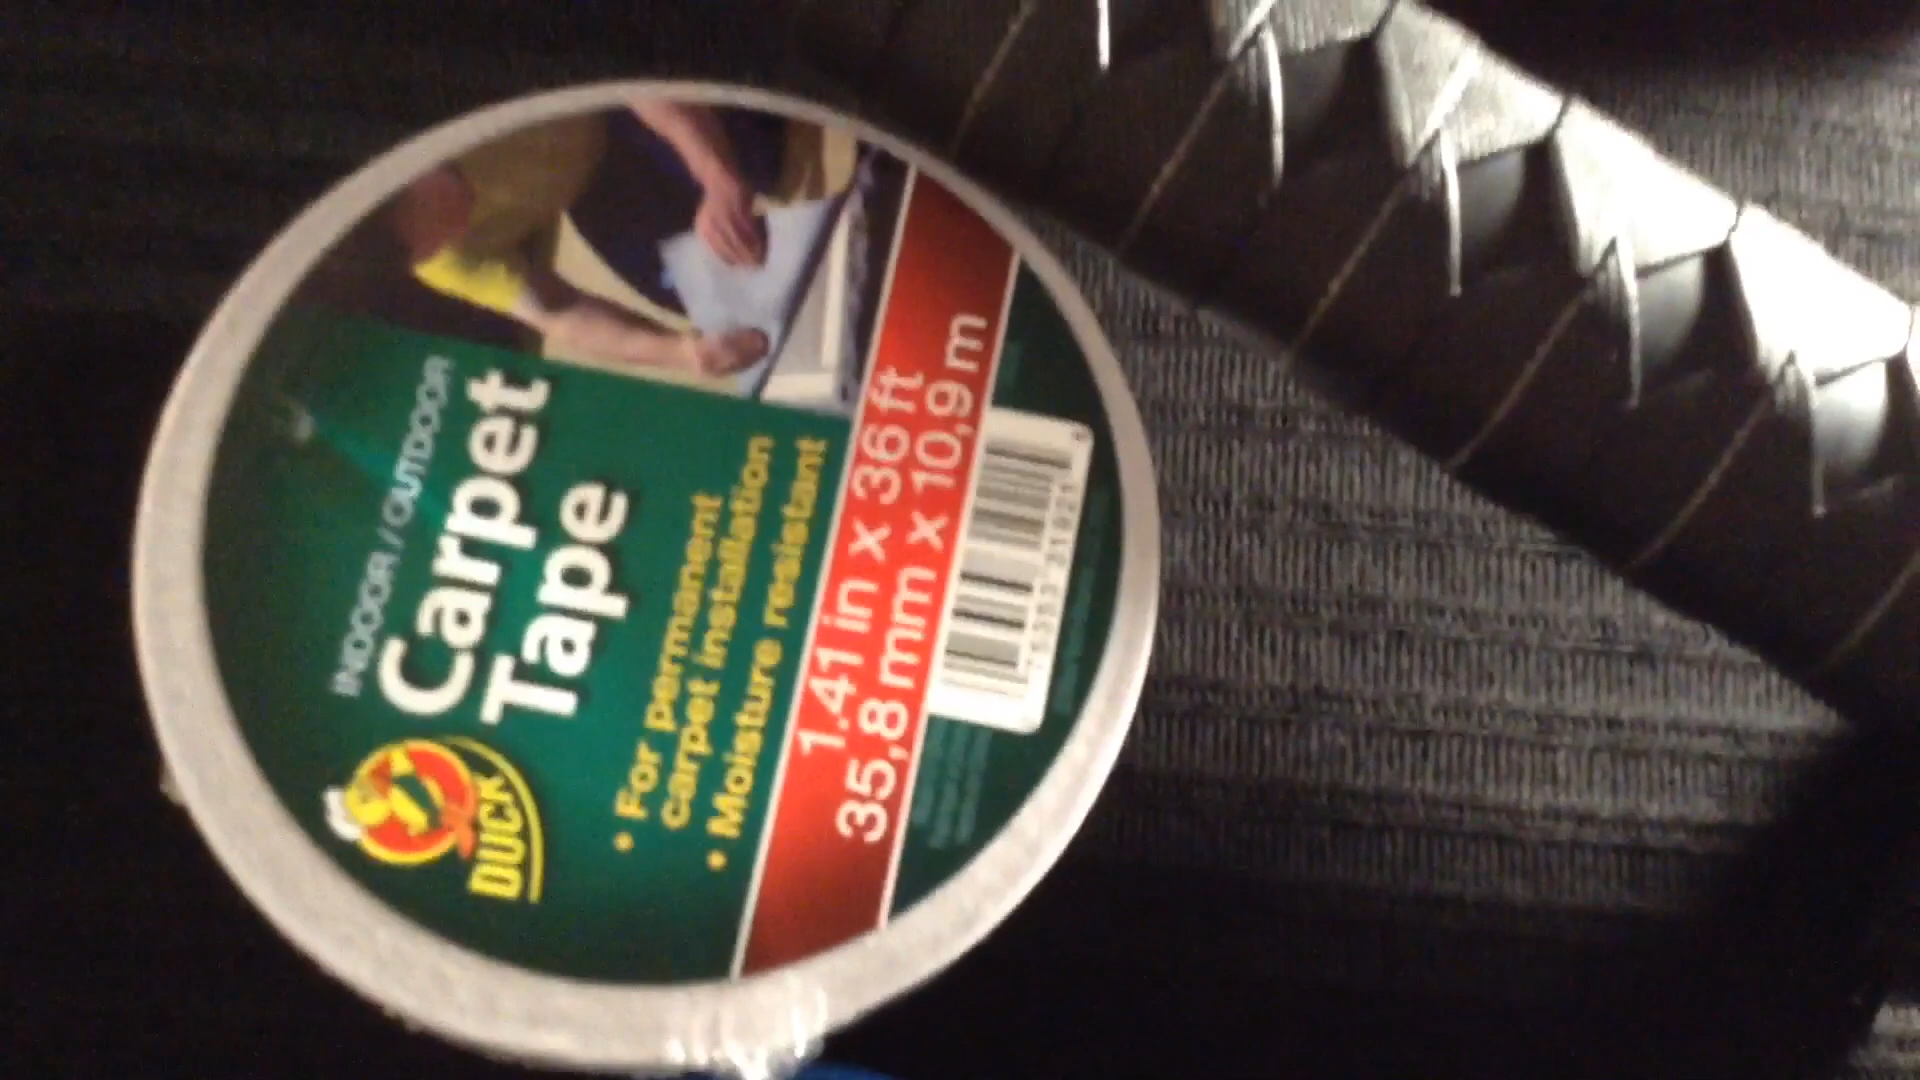 INDOOR / OUTDOOR
Carpet
Tape
DUCK
• For permanent
carpet installation
• Moisture resistant
1.41 in x 36 ft
35,8 mm x 10,9 m